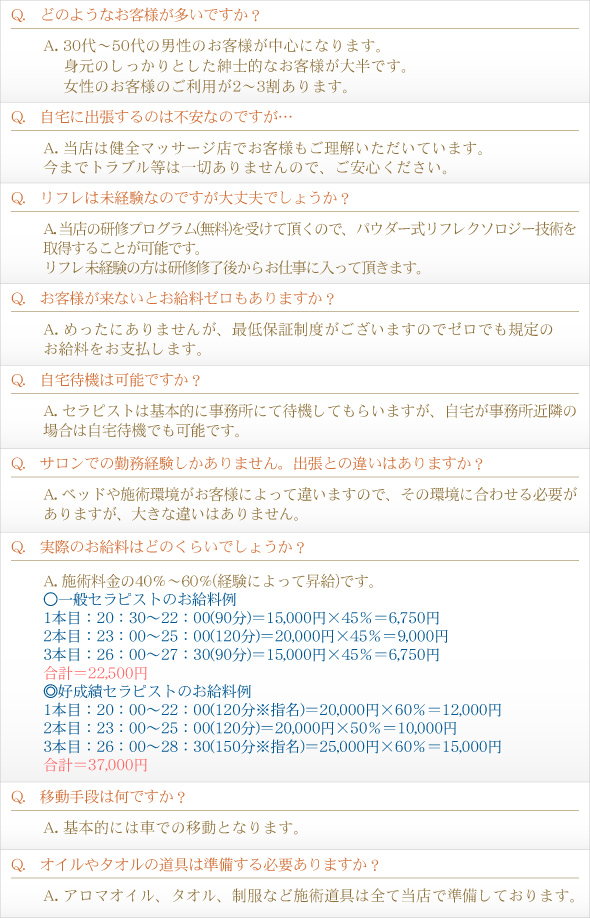 Q. どのようなお客様が多いですか？
A. 30代～50代の男性のお客様が中心になります。
身元のしっかりとした紳士的なお客様が大半です。
女性のお客様のご利用が2～3割あります。
Q. 自宅に出張するのは不安なのですが…
A. 当店は健全マッサージ店でお客様もご理解いただいています。
今までトラブル等は一切ありませんので、ご安心ください。
Q. リフレは未経験なのですが大丈夫でしょうか？
A. 当店の研修プログラム(無料)を受けて頂くので、パウダー式リフレクソロジー技術を
取得することが可能です。
リフレ未経験の方は研修修了後からお仕事に入って頂きます。
Q. お客様が来ないとお給料ゼロもありますか？
A. めったにありませんが、最低保証制度がございますのでゼロでも規定の
お給料をお支払します。
Q. 自宅待機は可能ですか？
A. セラピストは基本的に事務所にて待機してもらいますが、自宅が事務所近隣の
場合は自宅待機でも可能です。
Q. サロンでの勤務経験しかありません。出張との違いはありますか？
A. ベッドや施術環境がお客様によって違いますので、その環境に合わせる必要が
ありますが、大きな違いはありません。
Q. 実際のお給料はどのくらいでしょうか？
A. 施術料金の40％～60％(経験によって昇給)です。
〇一般セラピストのお給料例
1本目：20：30～22：00(90分)＝15,000円×45％＝6,750円
2本目：23：00～25：00(120分)＝20,000円×45％＝9,000円
3本目：26：00～27：30(90分)＝15,000円×45％＝6,750円
合計＝22,500円
◎好成績セラピストのお給料例
1本目：20：00～22：00(120分※指名)＝20,000円×60％＝12,000円
2本目：23：00～25：00(120分)＝20,000円×50％＝10,000円
3本目：26：00～28：30(150分※指名)＝25,000円×60％＝15,000円
合計＝37,000円
Q. 移動手段は何ですか？
A. 基本的には車での移動となります。
Q. オイルやタオルの道具は準備する必要ありますか？
A. アロマオイル、タオル、制服など施術道具は全て当店で準備しております。